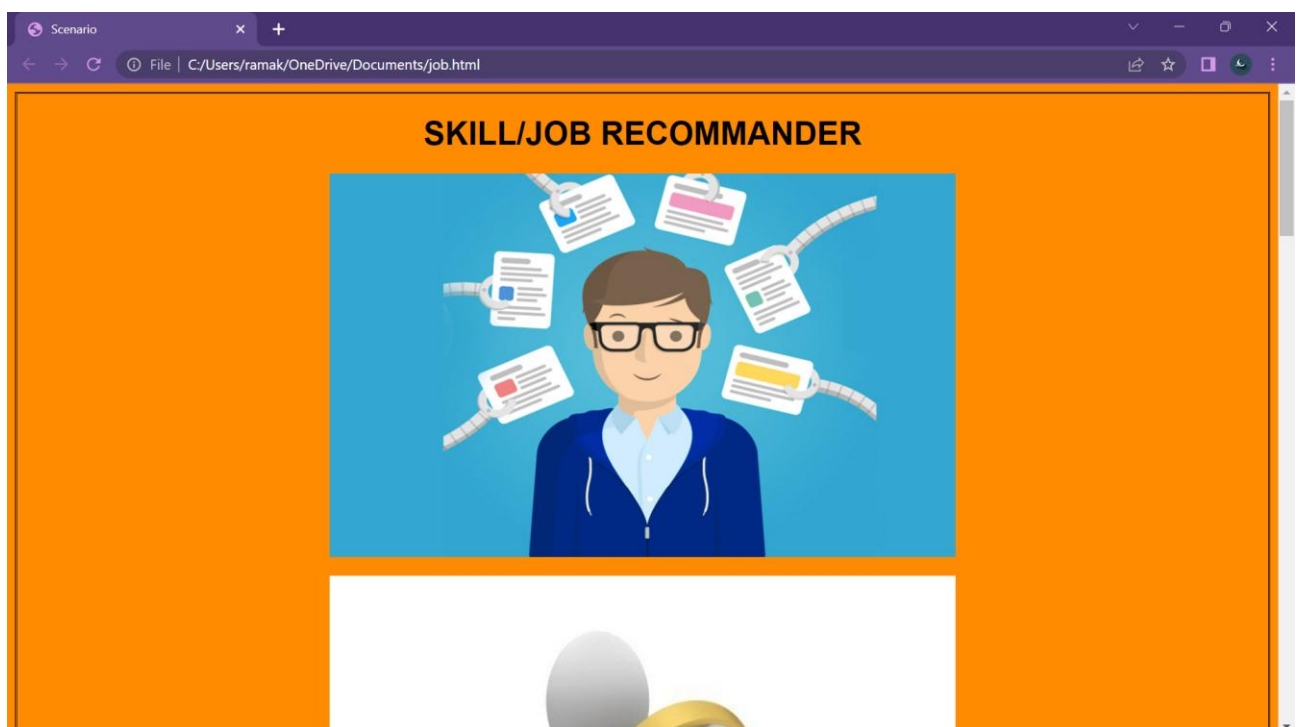 Scenario
File | C:/Users/ramak/OneDrive/Documents/job.html
SKILL/JOB RECOMMANDER